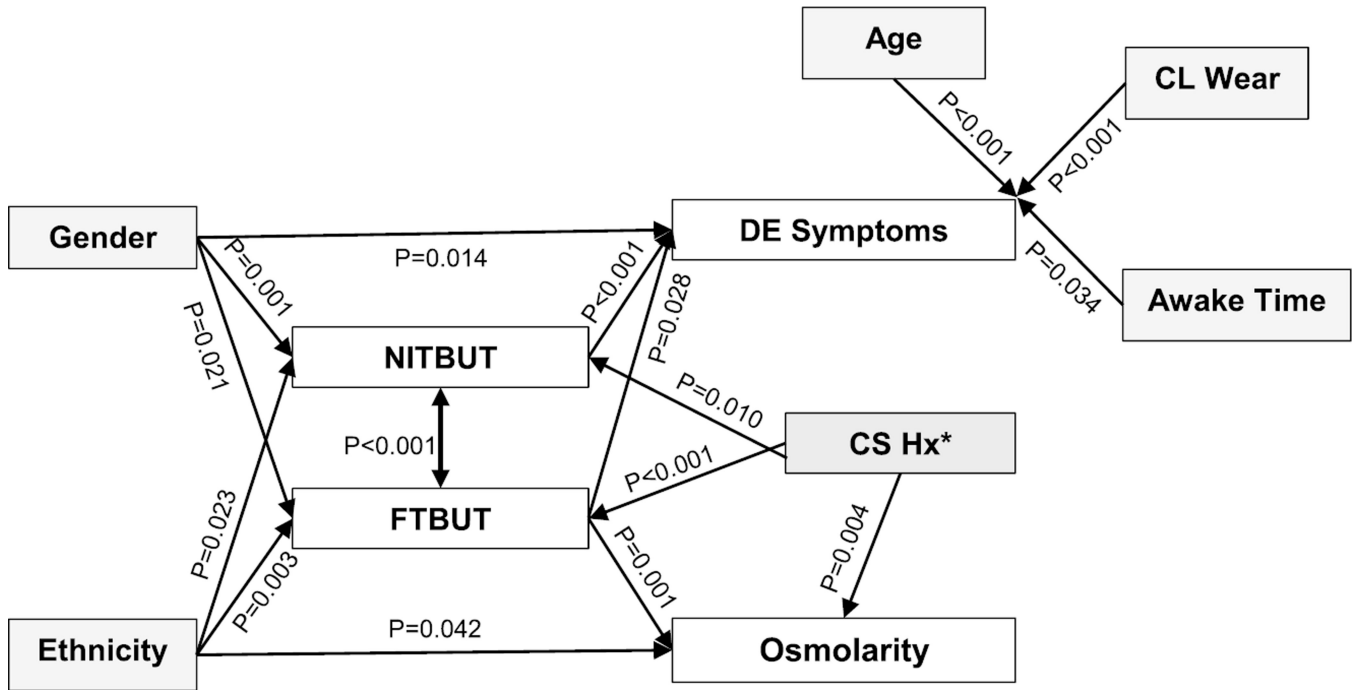 Age
CL Wear
P<0.001
P<0.001
Gender
DE Symptoms
P=0.014
P=0.001
P<0.001
P=0.028
P=0.034
Awake Time
P=0.021
NITBUT
P=0.010
P<0.001
CS Hx*
P<0.001
P=0.023
FTBUT
P=0.003
P=0.001
P=0.004
Ethnicity
P=0.042
Osmolarity